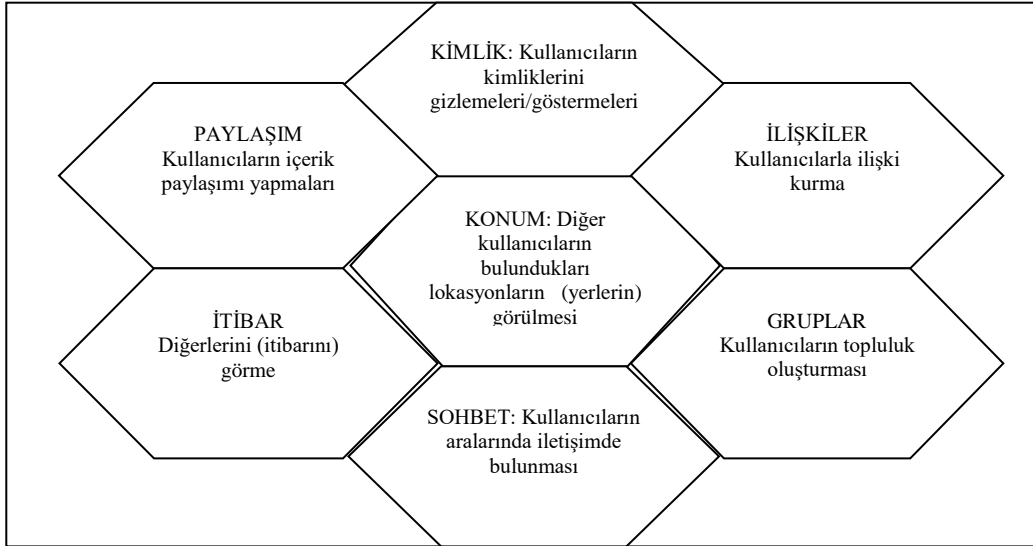 KİMLİK: Kullanıcıların
kimliklerini
gizlemeleri/göstermeleri
PAYLAŞIM
Kullanıcıların içerik
paylaşımı yapmaları
İLİŞKİLER
Kullanıcılarla ilişki
kurma
KONUM: Diğer
kullanıcıların
bulundukları
lokasyonların (yerlerin)
görülmesi
İTİBAR
Diğerlerini (itibarını)
görme
GRUPLAR
Kullanıcıların topluluk
oluşturması
SOHBET: Kullanıcıların
aralarında iletişimde
bulunması